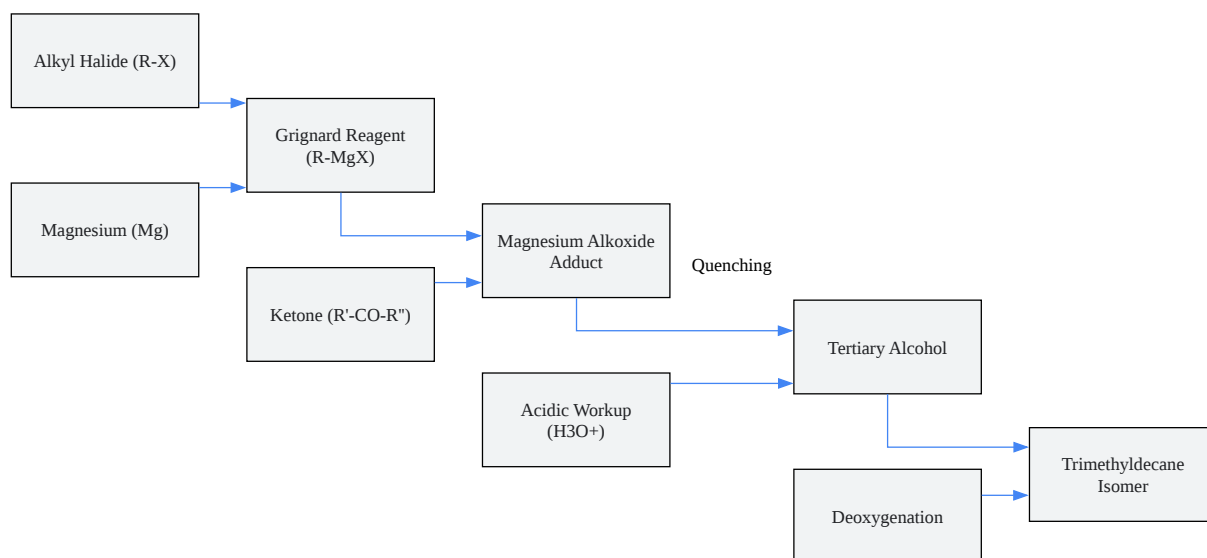 Alkyl Halide (R-X)
Grignard Reagent
(R-MgX)
Magnesium (Mg)
Magnesium Alkoxide
Adduct
Quenching
Ketone (R'-CO-R")
Tertiary Alcohol
Acidic Workup
(H3O+)
Trimethyldecane
Isomer
Deoxygenation